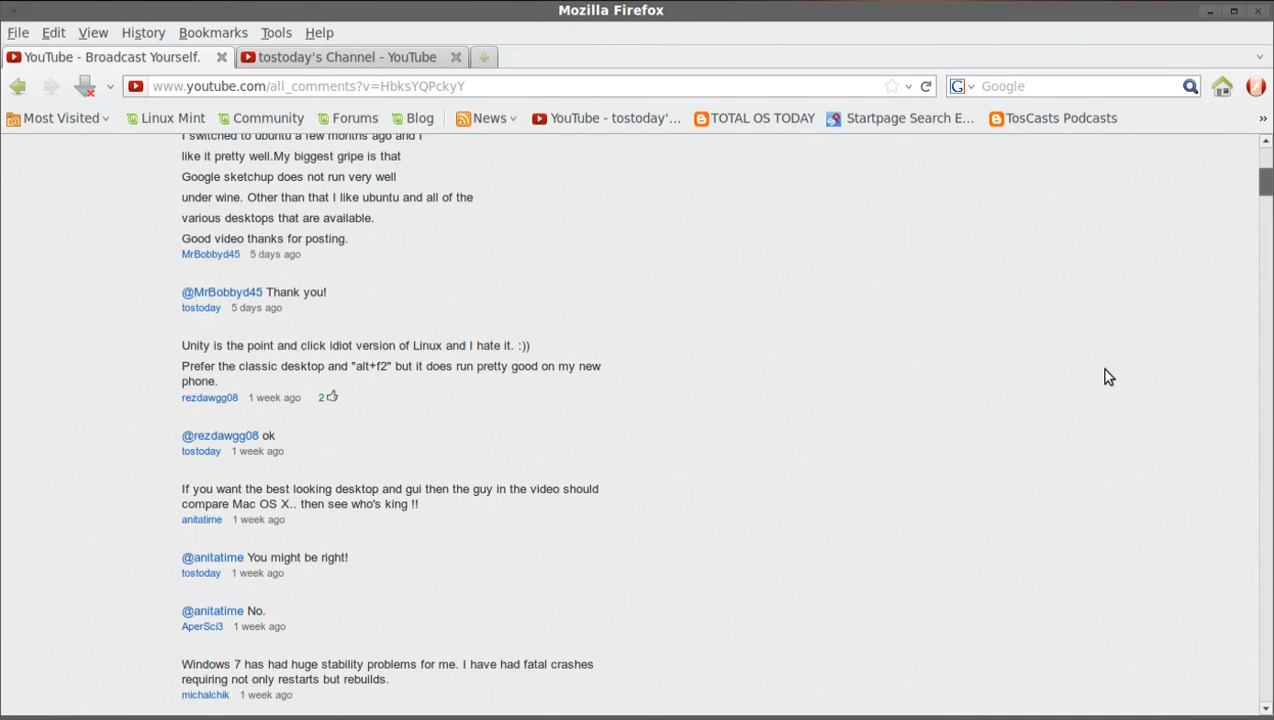 Mozilla Firefox
File Edit View History Bookmarks Tools Help
YouTube - Broadcast Yourself. tostoday's Channel - YouTube
www.youtube.com/all_comments?v=HbksYQPckyY Google
Most Visited Linux Mint Community Forums Blog News YouTube - tostoday'... TOTAL OS TODAY Startpage Search E... TosCasts Podcasts »
I switched to ubuntu a few months ago and I
like it pretty well.My biggest gripe is that
Google sketchup does not run very well
under wine. Other than that I like ubuntu and all of the
various desktops that are available.
Good video thanks for posting.
MrBobbyd45 5 days ago
@MrBobbyd45 Thank you!
tostoday 5 days ago
Unity is the point and click idiot version of Linux and I hate it. :))
Prefer the classic desktop and "alt+f2" but it does run pretty good on my new
phone.
rezdawgg08 1 week ago 2
@rezdawgg08 ok
tostoday 1 week ago
If you want the best looking desktop and gui then the guy in the video should
compare Mac OS X.. then see who's king !!
anitatime 1 week ago
@anitatime You might be right!
tostoday 1 week ago
@anitatime No.
AperSci3 1 week ago
Windows 7 has had huge stability problems for me. I have had fatal crashes
requiring not only restarts but rebuilds.
michalchik 1 week ago